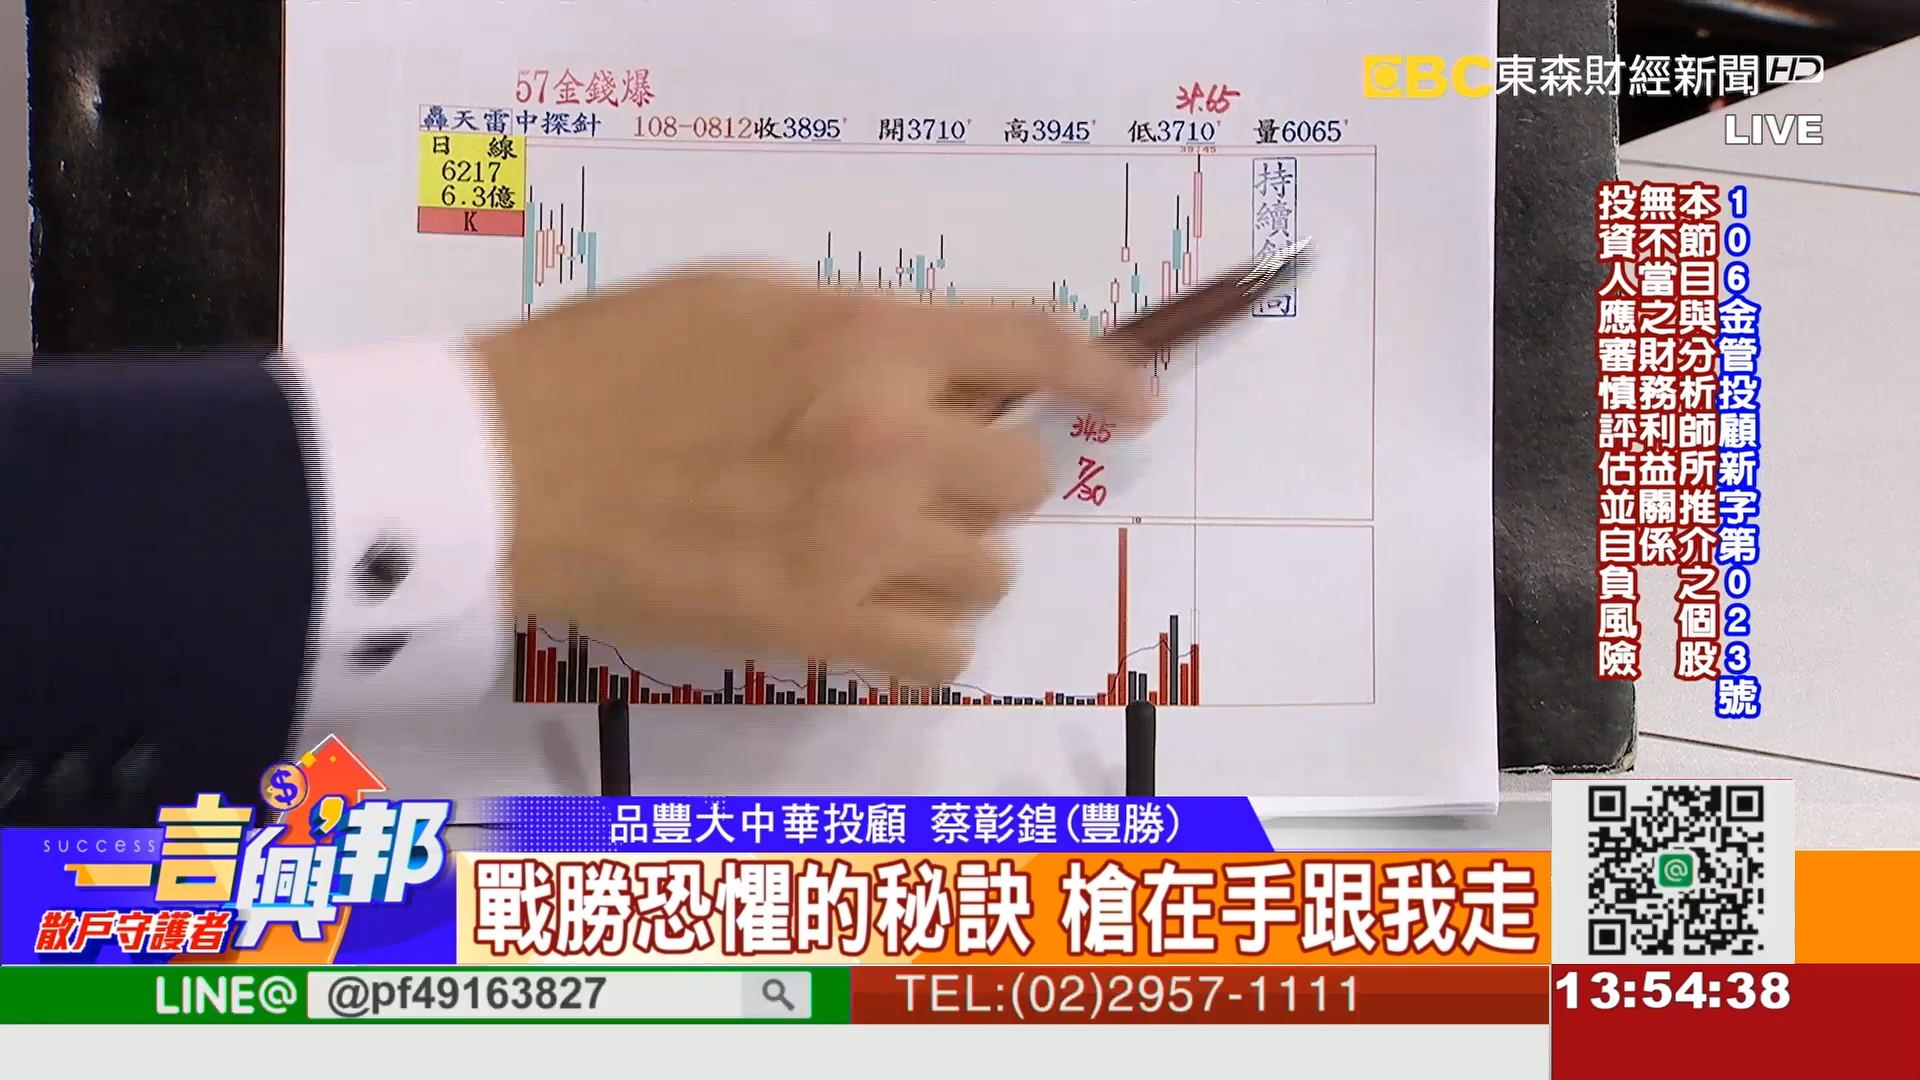 57金錢爆
39.65
EBC東森財經新聞HD
LIVE
轟天雷中探針 108-0812收3895 開3710 高3945 低3710 量6065
日 線
6217
6.3億
K
39.45
持續
向
34.5
7/30
106金管投顧新字第023號
本節目與分析師所推介之個股
無不當之財務利益關係
投資人應審慎評估並自負風險
success
一言興邦
散戶守護者
品豐大中華投顧 蔡彰鍠(豐勝)
戰勝恐懼的秘訣 槍在手跟我走
LINE@ @pf49163827
TEL:(02)2957-1111
13:54:38